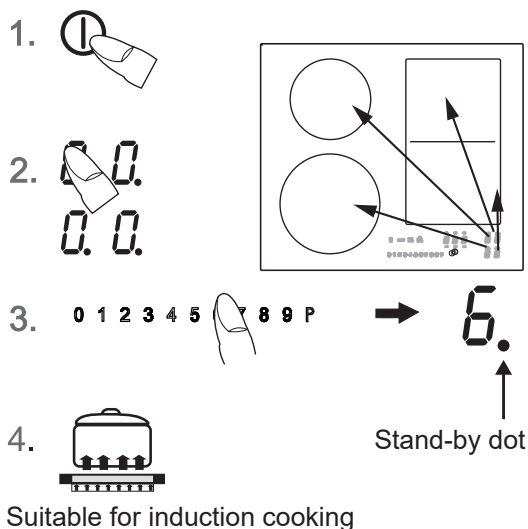 1.
2.
0. 0.
0. 0.
3. 0 1 2 3 4 5 7 8 9 P
6.
Stand-by dot
4.
Suitable for induction cooking